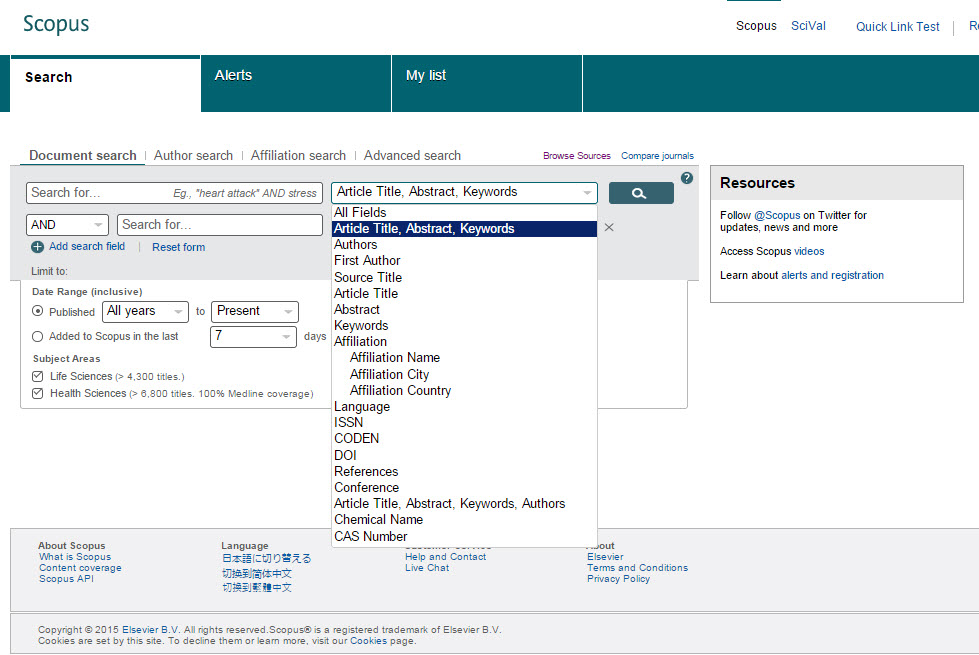 Scopus
Scopus SciVal Quick Link Test
Search Alerts My list
Document search Author search Affiliation search Advanced search Browse Sources Compare journals
Search for... Eg., "heart attack" AND stress Article Title, Abstract, Keywords
AND Search for...
Add search field Reset form
Limit to:
Date Range (inclusive)
Published All years to Present
Added to Scopus in the last 7 days
Subject Areas
Life Sciences (> 4,300 titles.)
Health Sciences (> 6,800 titles. 100% Medline coverage)
All Fields
Article Title, Abstract, Keywords
Authors
First Author
Source Title
Article Title
Abstract
Keywords
Affiliation
Affiliation Name
Affiliation City
Affiliation Country
Language
ISSN
CODEN
DOI
References
Conference
Article Title, Abstract, Keywords, Authors
Chemical Name
CAS Number
?
Resources
Follow @Scopus on Twitter for
updates, news and more
Access Scopus videos
Learn about alerts and registration
About Scopus
What is Scopus
Content coverage
Scopus API
Language
日本語に切り替える
切换到简体中文
切換到繁體中文
Help and Contact
Live Chat
About
Elsevier
Terms and Conditions
Privacy Policy
Copyright © 2015 Elsevier B.V. All rights reserved.Scopus® is a registered trademark of Elsevier B.V.
Cookies are set by this site. To decline them or learn more, visit our Cookies page.